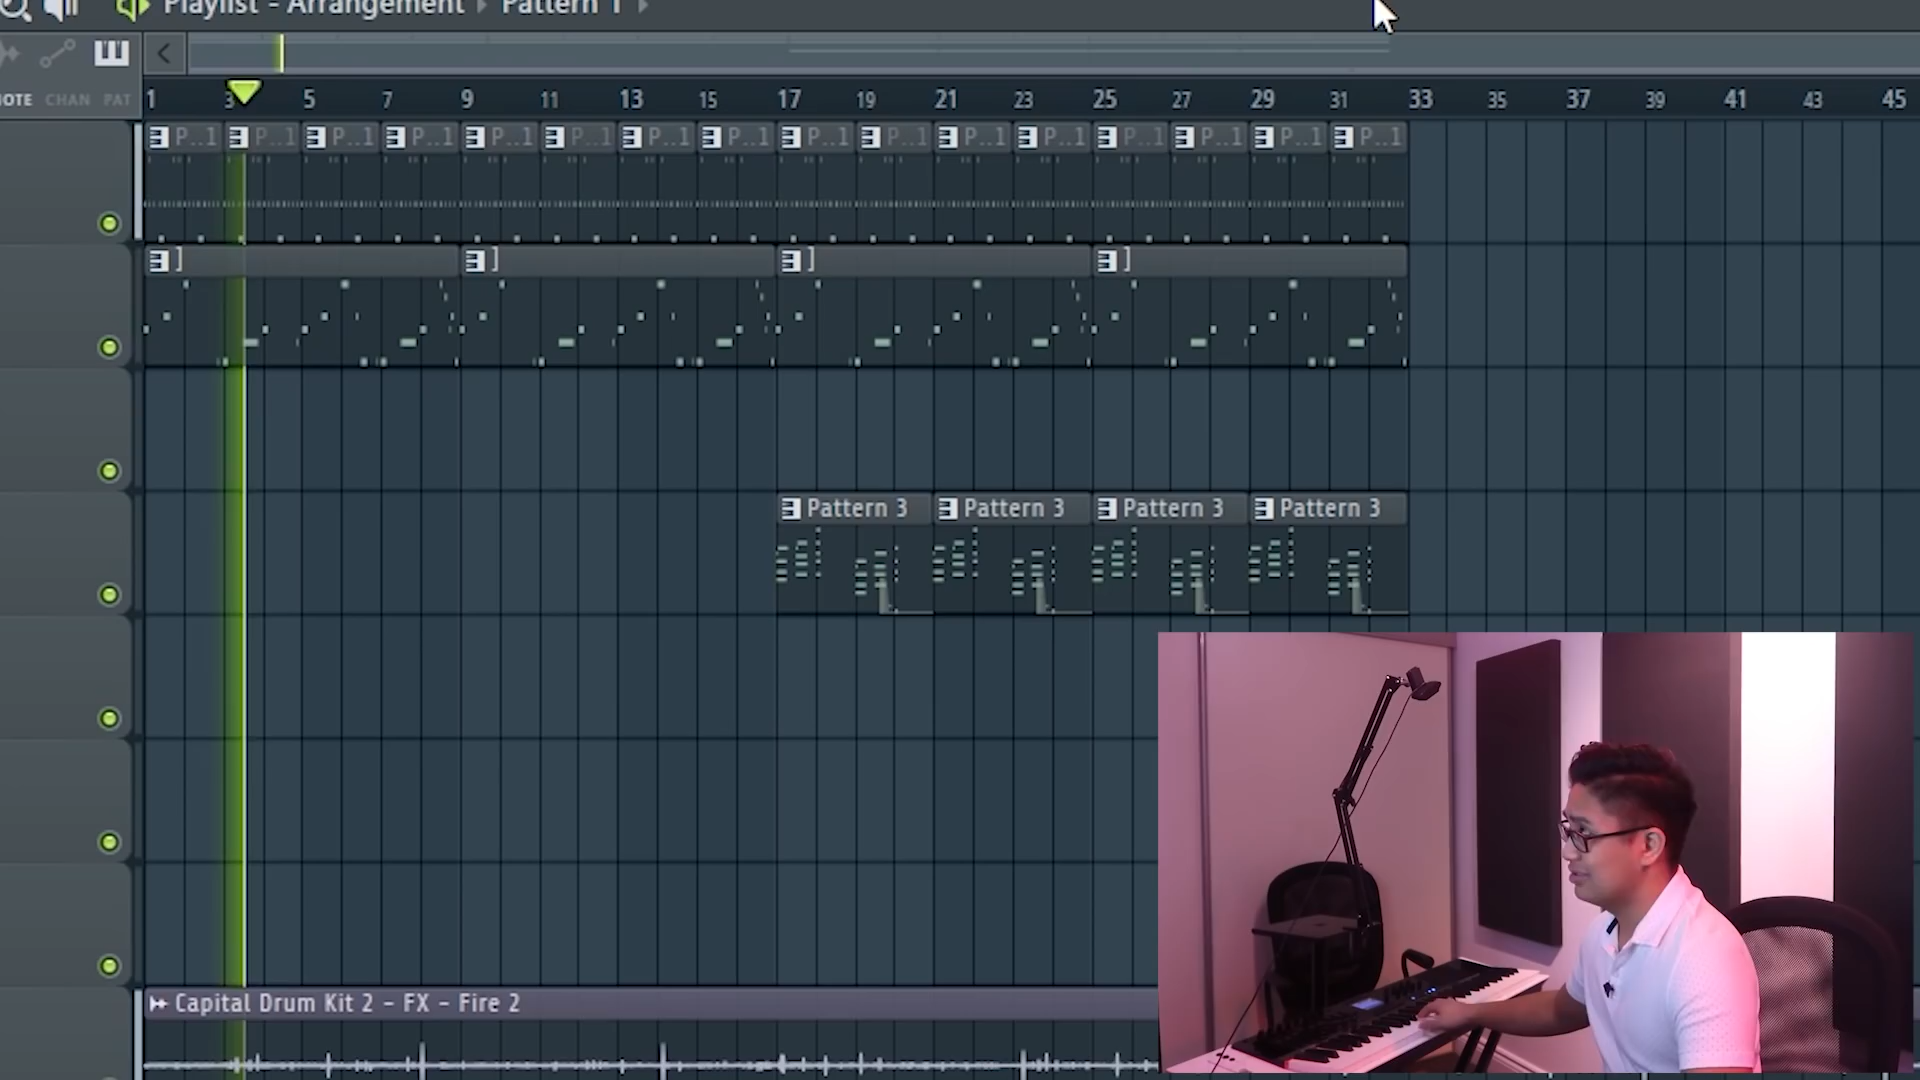 Playlist - Arrangement Pattern 1
NOTE CHAN PAT
1 3 5 7 9 11 13 15 17 19 21 23 25 27 29 31 33 35 37 39 41 43 45
P..1 P..1 P..1 P..1 P..1 P..1 P..1 P..1 P..1 P..1 P..1 P..1 P..1 P..1 P..1 P..1
] ] ] ]
Pattern 3 Pattern 3 Pattern 3 Pattern 3
Capital Drum Kit 2 - FX - Fire 2